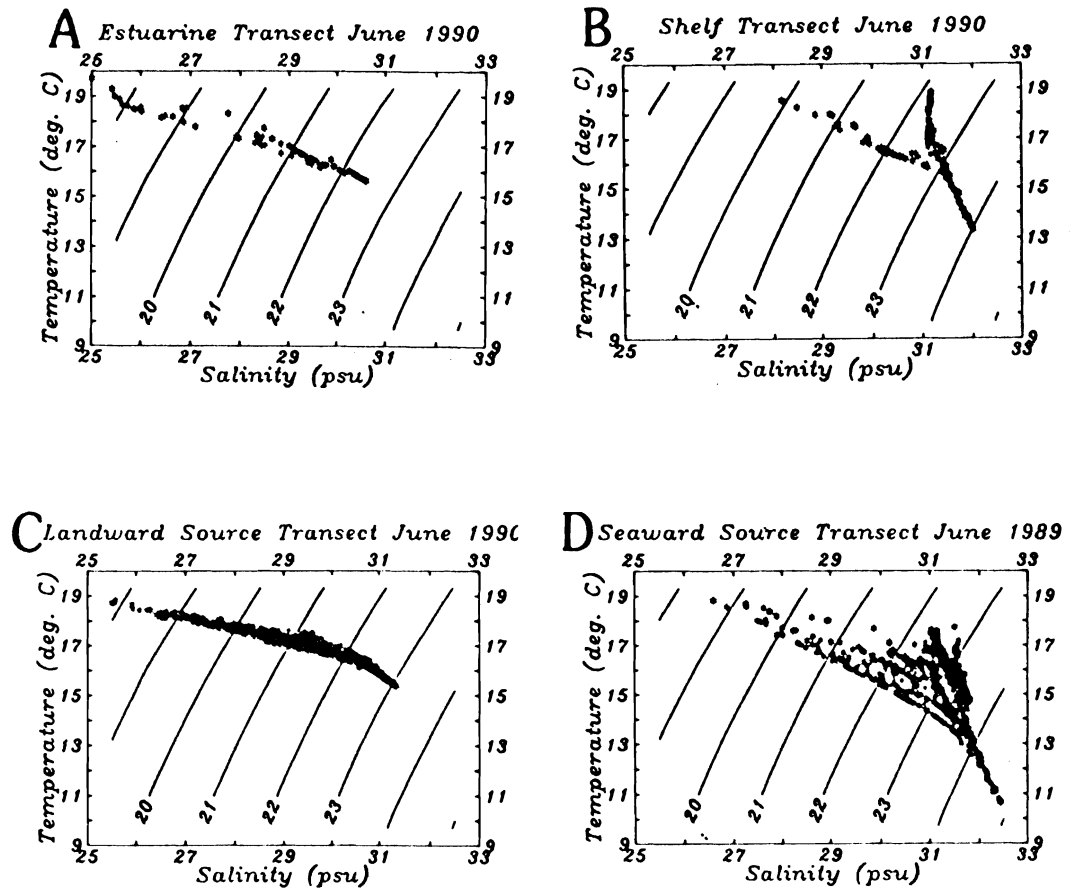 A Estuarine Transect June 1990
25 27 29 31 33
19 17 15 13 11 9
Temperature (deg. C)
20 21 22 23
19 17 15 13 11 9
25 27 29 31 33
Salinity (psu)
B Shelf Transect June 1990
25 27 29 31 33
19 17 15 13 11 9
Temperature (deg. C)
20 21 22 23
19 17 15 13 11 9
25 27 29 31 33
Salinity (psu)
C Landward Source Transect June 1990
25 27 29 31 33
19 17 15 13 11 9
Temperature (deg. C)
20 21 22 23
19 17 15 13 11 9
25 27 29 31 33
Salinity (psu)
D Seaward Source Transect June 1989
25 27 29 31 33
19 17 15 13 11 9
Temperature (deg. C)
20 21 22 23
19 17 15 13 11 9
25 27 29 31 33
Salinity (psu)